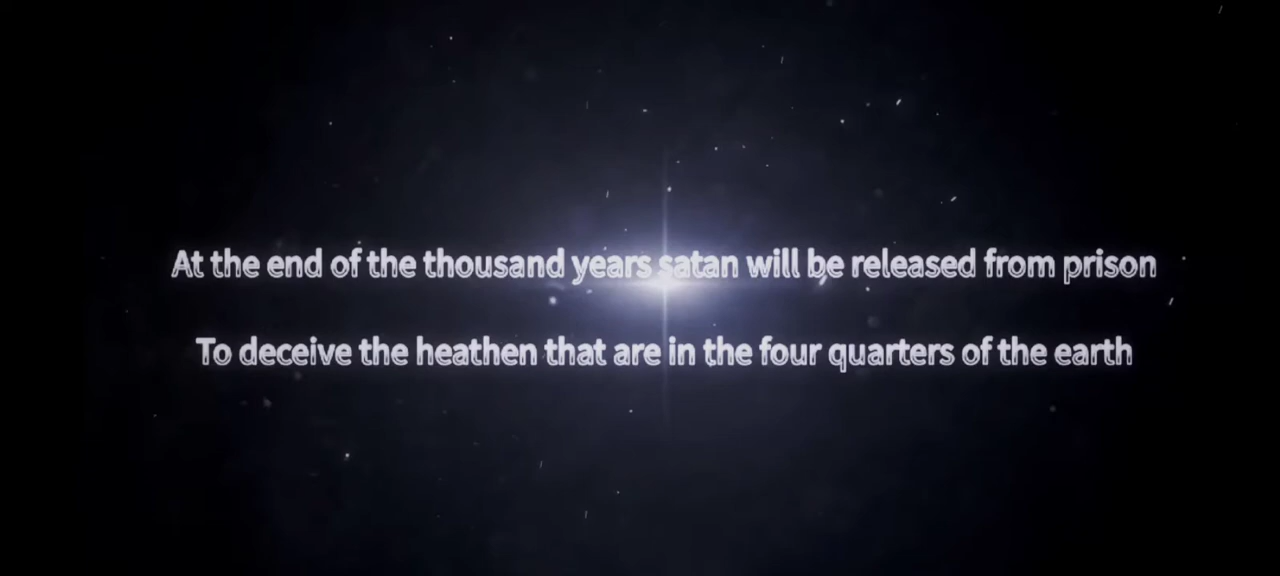 At the end of the thousand years satan will be released from prison
To deceive the heathen that are in the four quarters of the earth